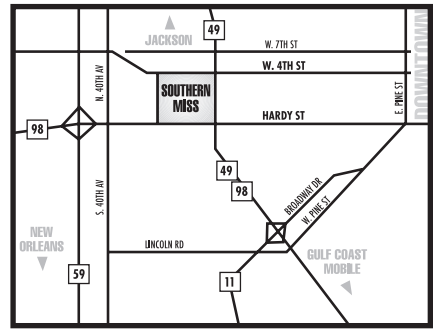 JACKSON
49
W. 7TH ST
W. 4TH ST
N. 40TH AV
SOUTHERN
MISS
E. PINE ST
DOWNTOWN
HARDY ST
98
49
98
S. 40TH AV
BROADWAY DR
W. PINE ST
NEW
ORLEANS
LINCOLN RD
GULF COAST
MOBILE
59
11